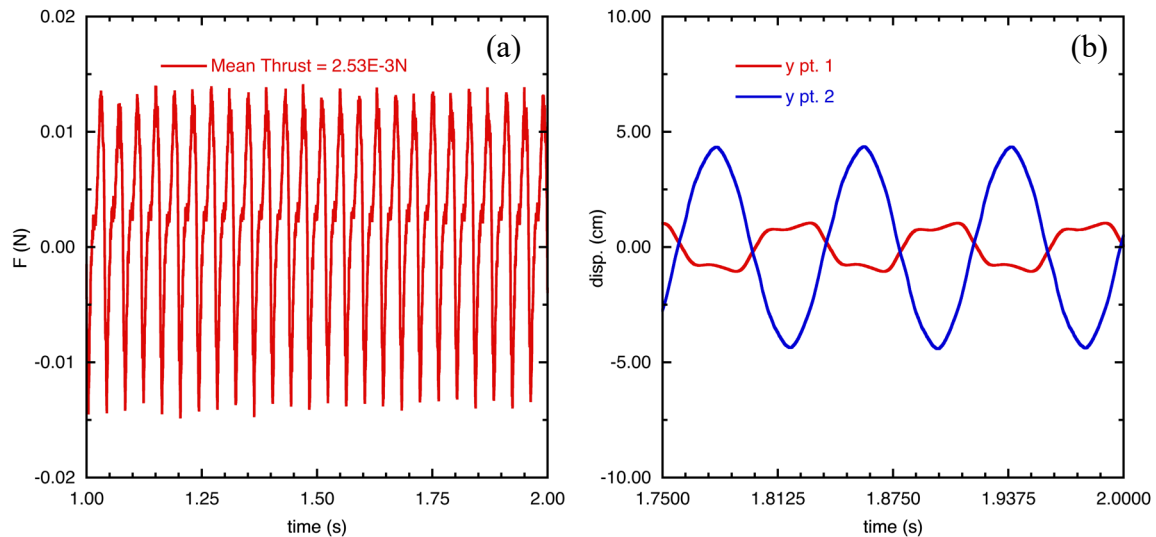 (a)
Mean Thrust = 2.53E-3N
F (N)
0.02
0.01
0.00
-0.01
-0.02
1.00 1.25 1.50 1.75 2.00
time (s)
(b)
y pt. 1
y pt. 2
disp. (cm)
10.00
5.00
0.00
-5.00
-10.00
1.7500 1.8125 1.8750 1.9375 2.0000
time (s)